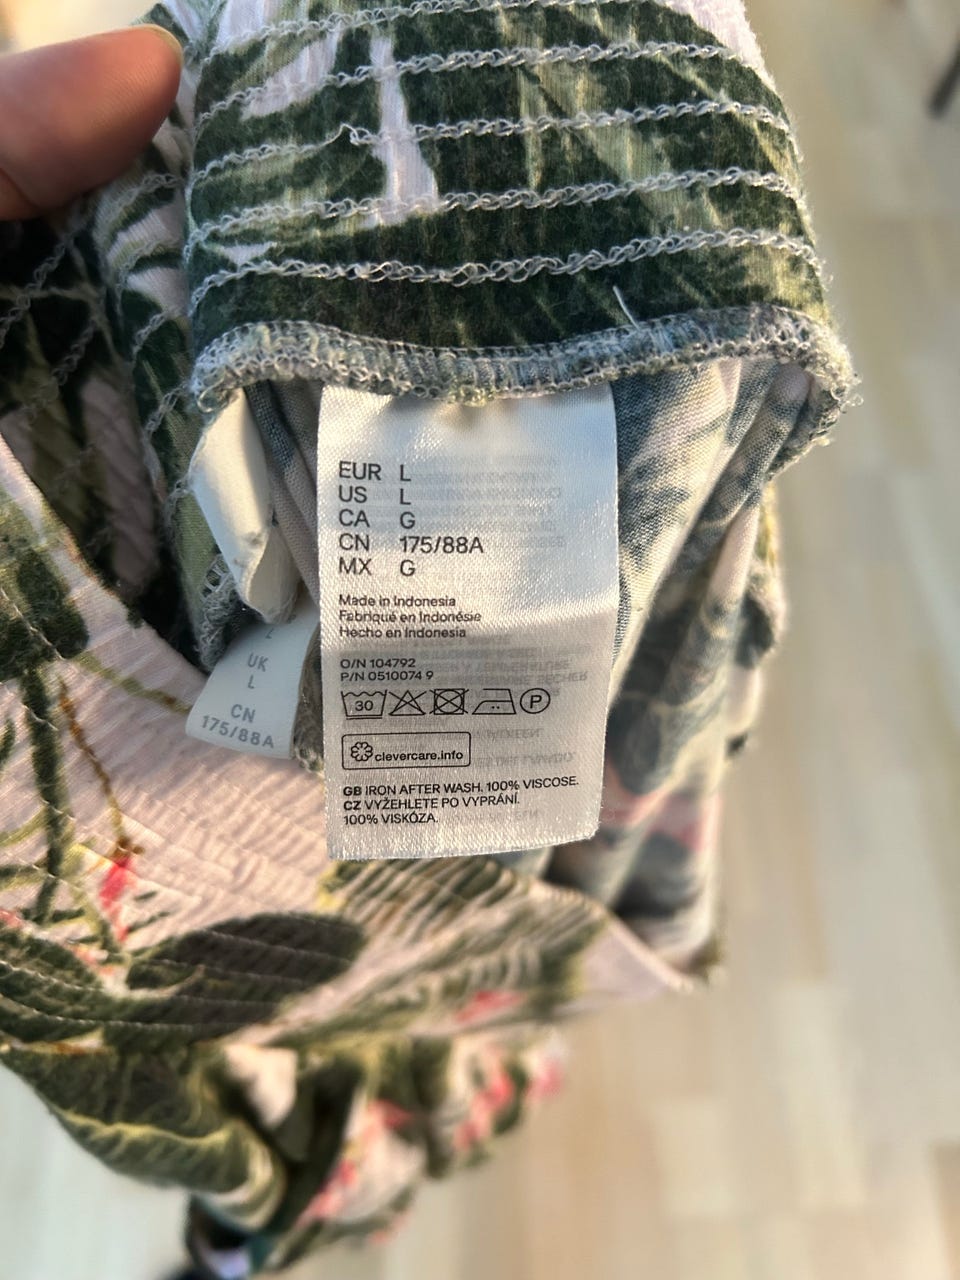 EUR L
US L
CA G
CN 175/88A
MX G
Made in Indonesia
Fabriqué en Indonésie
Hecho en Indonesia
O/N 104792
P/N 0510074 9
30
P
clevercare.info
GB IRON AFTER WASH. 100% VISCOSE.
CZ VYŽEHLETE PO VYPRÁNÍ.
100% VISKÓZA.
UK
L
CN
175/88A